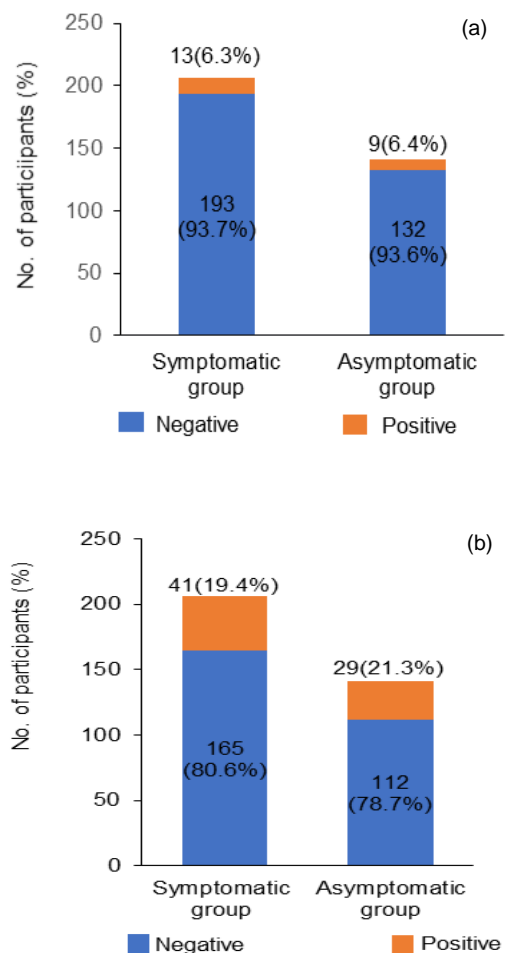 (a)
No. of particiipants (%)
250
200
150
100
50
0
13(6.3%)
193
(93.7%)
9(6.4%)
132
(93.6%)
Symptomatic
group
Asymptomatic
group
Negative
Positive
(b)
No. of participants (%)
250
200
150
100
50
0
41(19.4%)
165
(80.6%)
29(21.3%)
112
(78.7%)
Symptomatic
group
Asymptomatic
group
Negative
Positive